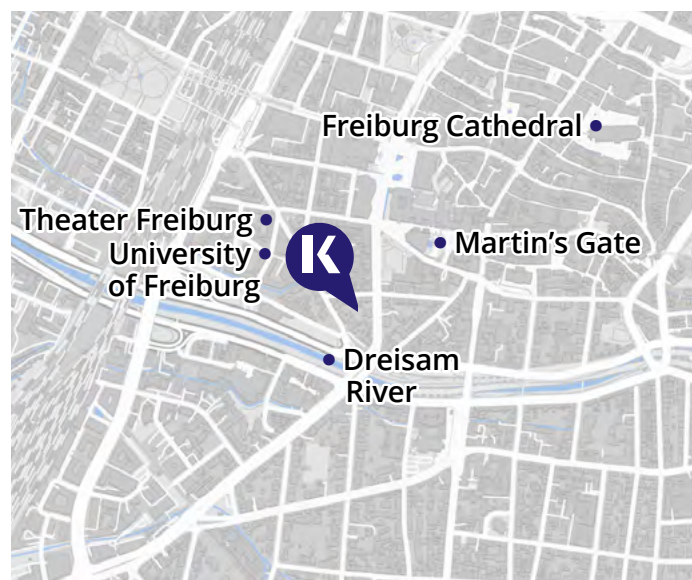 Freiburg Cathedral
Theater Freiburg
University
of Freiburg
K
Martin’s Gate
Dreisam
River